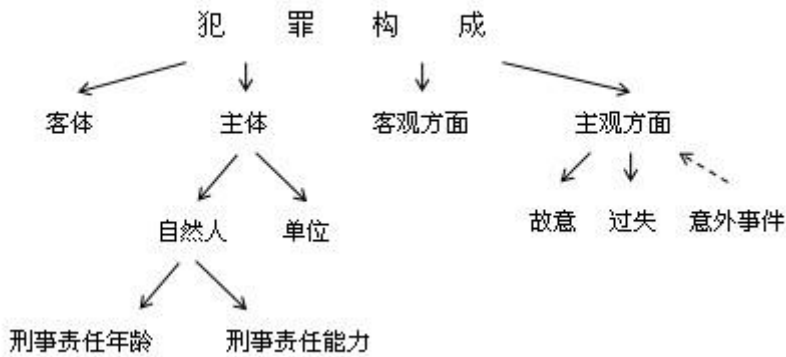 犯 罪 构 成
客体 主体 客观方面 主观方面
自然人 单位 故意 过失 意外事件
刑事责任年龄 刑事责任能力